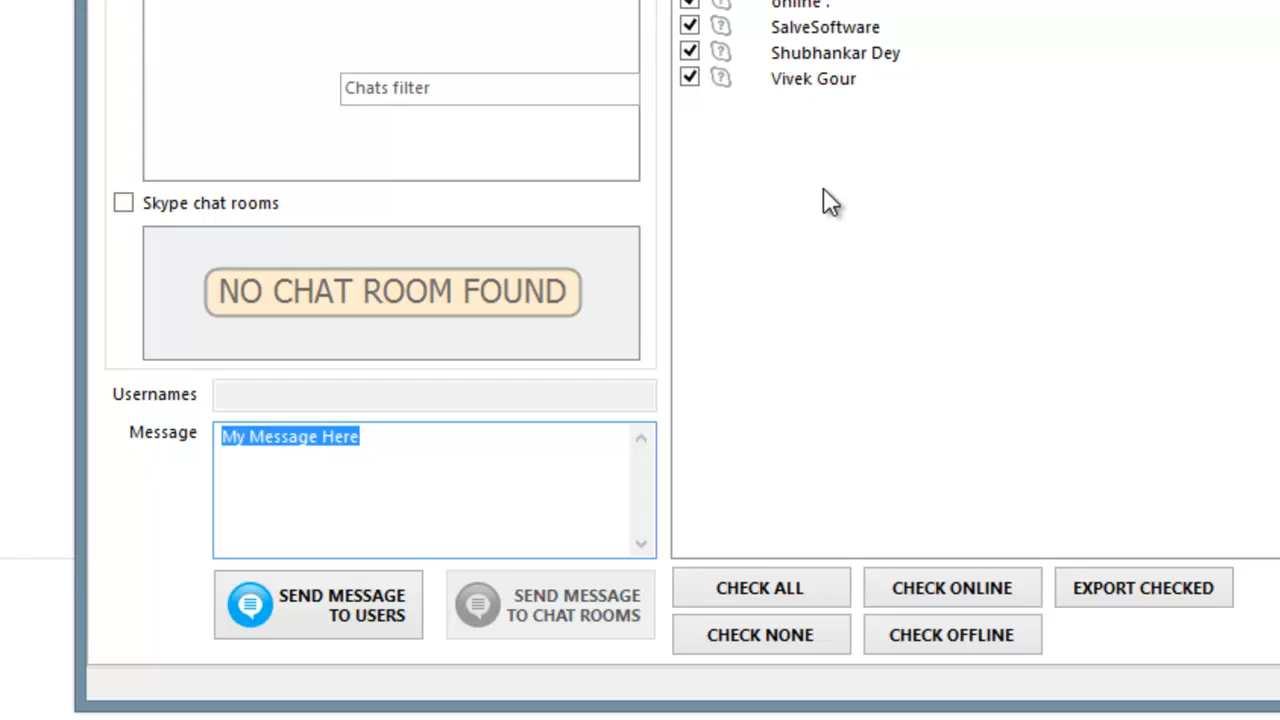 online .
SalveSoftware
Shubhankar Dey
Vivek Gour
Chats filter
Skype chat rooms
NO CHAT ROOM FOUND
Usernames
Message
My Message Here
SEND MESSAGE
TO USERS
SEND MESSAGE
TO CHAT ROOMS
CHECK ALL
CHECK ONLINE
EXPORT CHECKED
CHECK NONE
CHECK OFFLINE